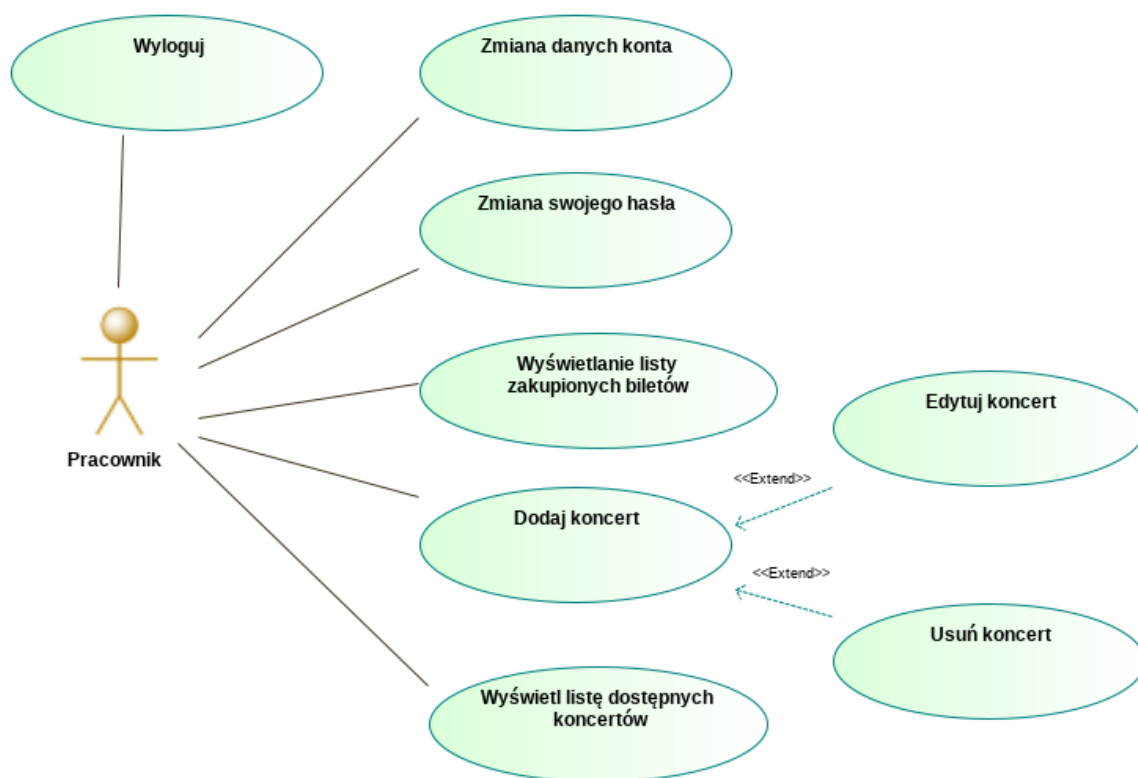 Wyloguj
Zmiana danych konta
Zmiana swojego hasła
Wyświetlanie listy
zakupionych biletów
Edytuj koncert
Pracownik
<<Extend>>
Dodaj koncert
<<Extend>>
Usuń koncert
Wyświetl listę dostępnych
koncertów